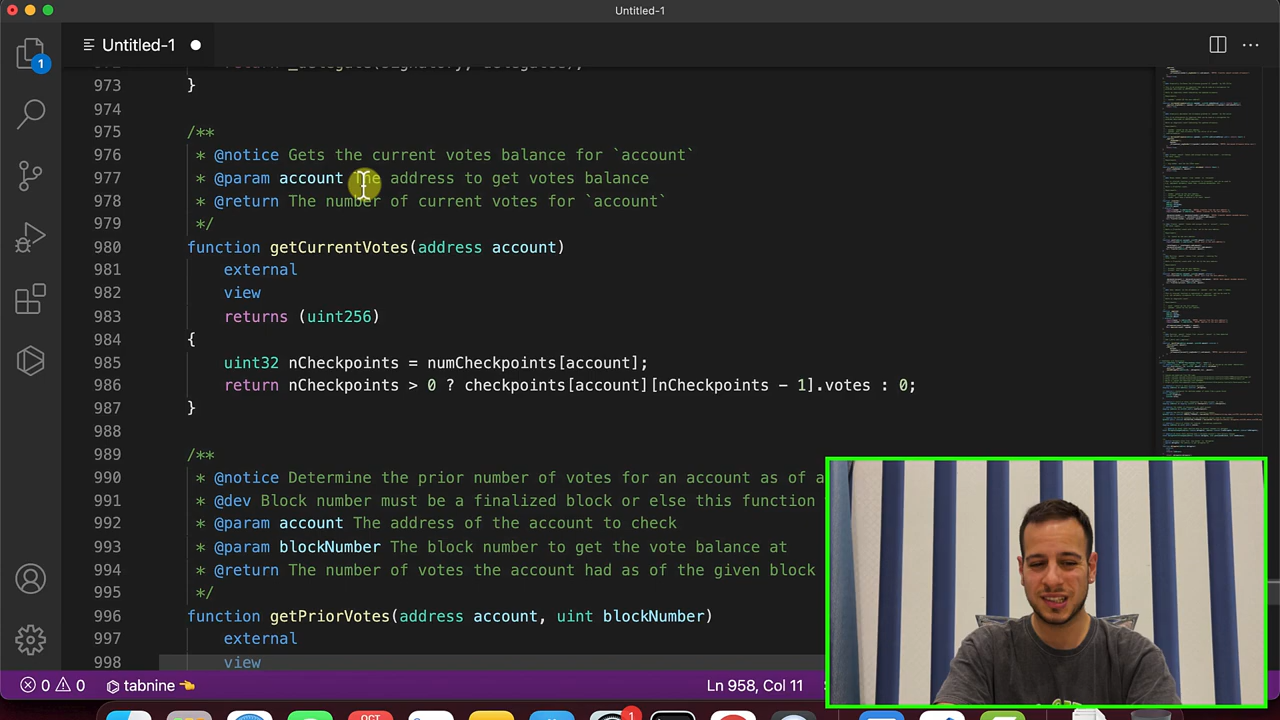 Untitled-1
1
Untitled-1
973 }
974
975 /**
976 * @notice Gets the current votes balance for `account`
977 * @param account The address to get votes balance
978 * @return The number of current votes for `account`
979 */
980 function getCurrentVotes(address account)
981 external
982 view
983 returns (uint256)
984 {
985 uint32 nCheckpoints = numCheckpoints[account];
986 return nCheckpoints > 0 ? checkpoints[account][nCheckpoints - 1].votes : 0;
987 }
988
989 /**
990 * @notice Determine the prior number of votes for an account as of a
991 * @dev Block number must be a finalized block or else this function
992 * @param account The address of the account to check
993 * @param blockNumber The block number to get the vote balance at
994 * @return The number of votes the account had as of the given block
995 */
996 function getPriorVotes(address account, uint blockNumber)
997 external
998 view
0 0 tabnine Ln 958, Col 11
OCT 1